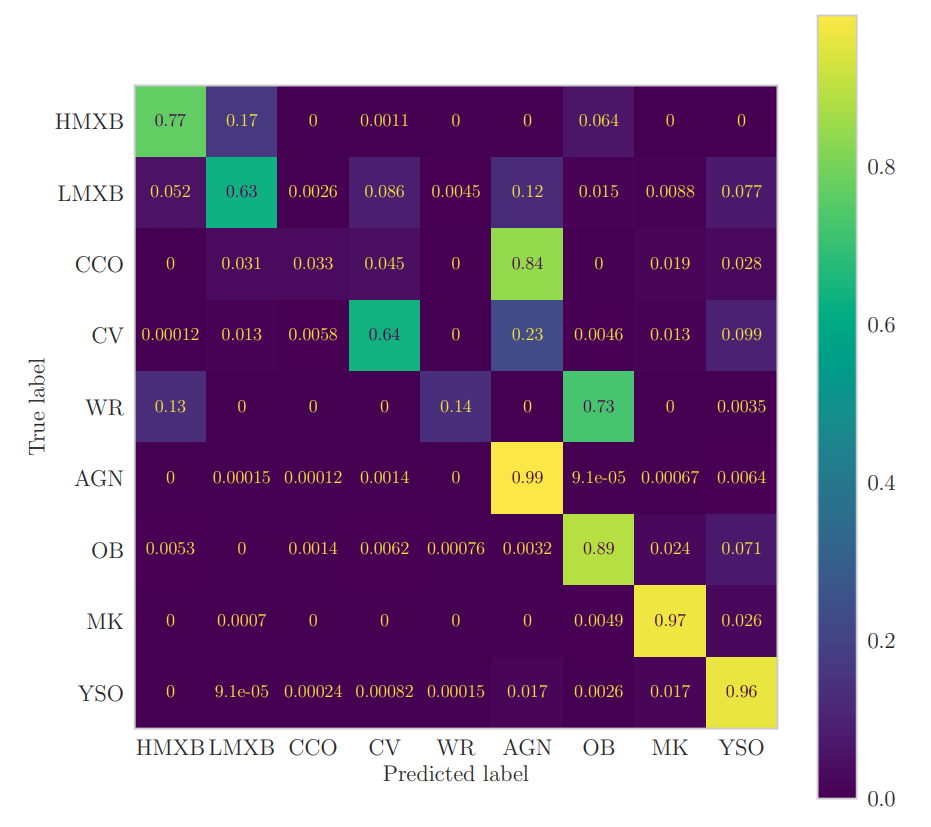 HMXB 0.77 0.17 0 0.0011 0 0 0.064 0 0
LMXB 0.052 0.63 0.0026 0.086 0.0045 0.12 0.015 0.0088 0.077
CCO 0 0.031 0.033 0.045 0 0.84 0 0.019 0.028
CV 0.00012 0.013 0.0058 0.64 0 0.23 0.0046 0.013 0.099
WR 0.13 0 0 0 0.14 0 0.73 0 0.0035
AGN 0 0.00015 0.00012 0.0014 0 0.99 9.1e-05 0.00067 0.0064
OB 0.0053 0 0.0014 0.0062 0.00076 0.0032 0.89 0.024 0.071
MK 0 0.0007 0 0 0 0 0.0049 0.97 0.026
YSO 0 9.1e-05 0.00024 0.00082 0.00015 0.017 0.0026 0.017 0.96
HMXB LMXB CCO CV WR AGN OB MK YSO
Predicted label
True label
0.8
0.6
0.4
0.2
0.0